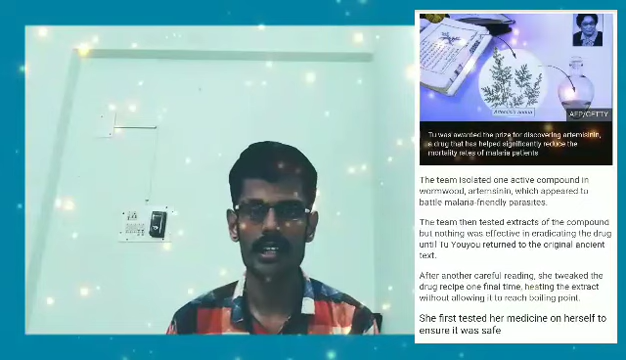 Artemisia annua
AFP/GETTY
Tu was awarded the prize for discovering artemisinin,
a drug that has helped significantly reduce the
mortality rates of malaria patients
The team isolated one active compound in
wormwood, artemsinin, which appeared to
battle malaria-friendly parasites.
The team then tested extracts of the compound
but nothing was effective in eradicating the drug
until Tu Youyou returned to the original ancient
text.
After another careful reading, she tweaked the
drug recipe one final time, heating the extract
without allowing it to reach boiling point.
She first tested her medicine on herself to
ensure it was safe